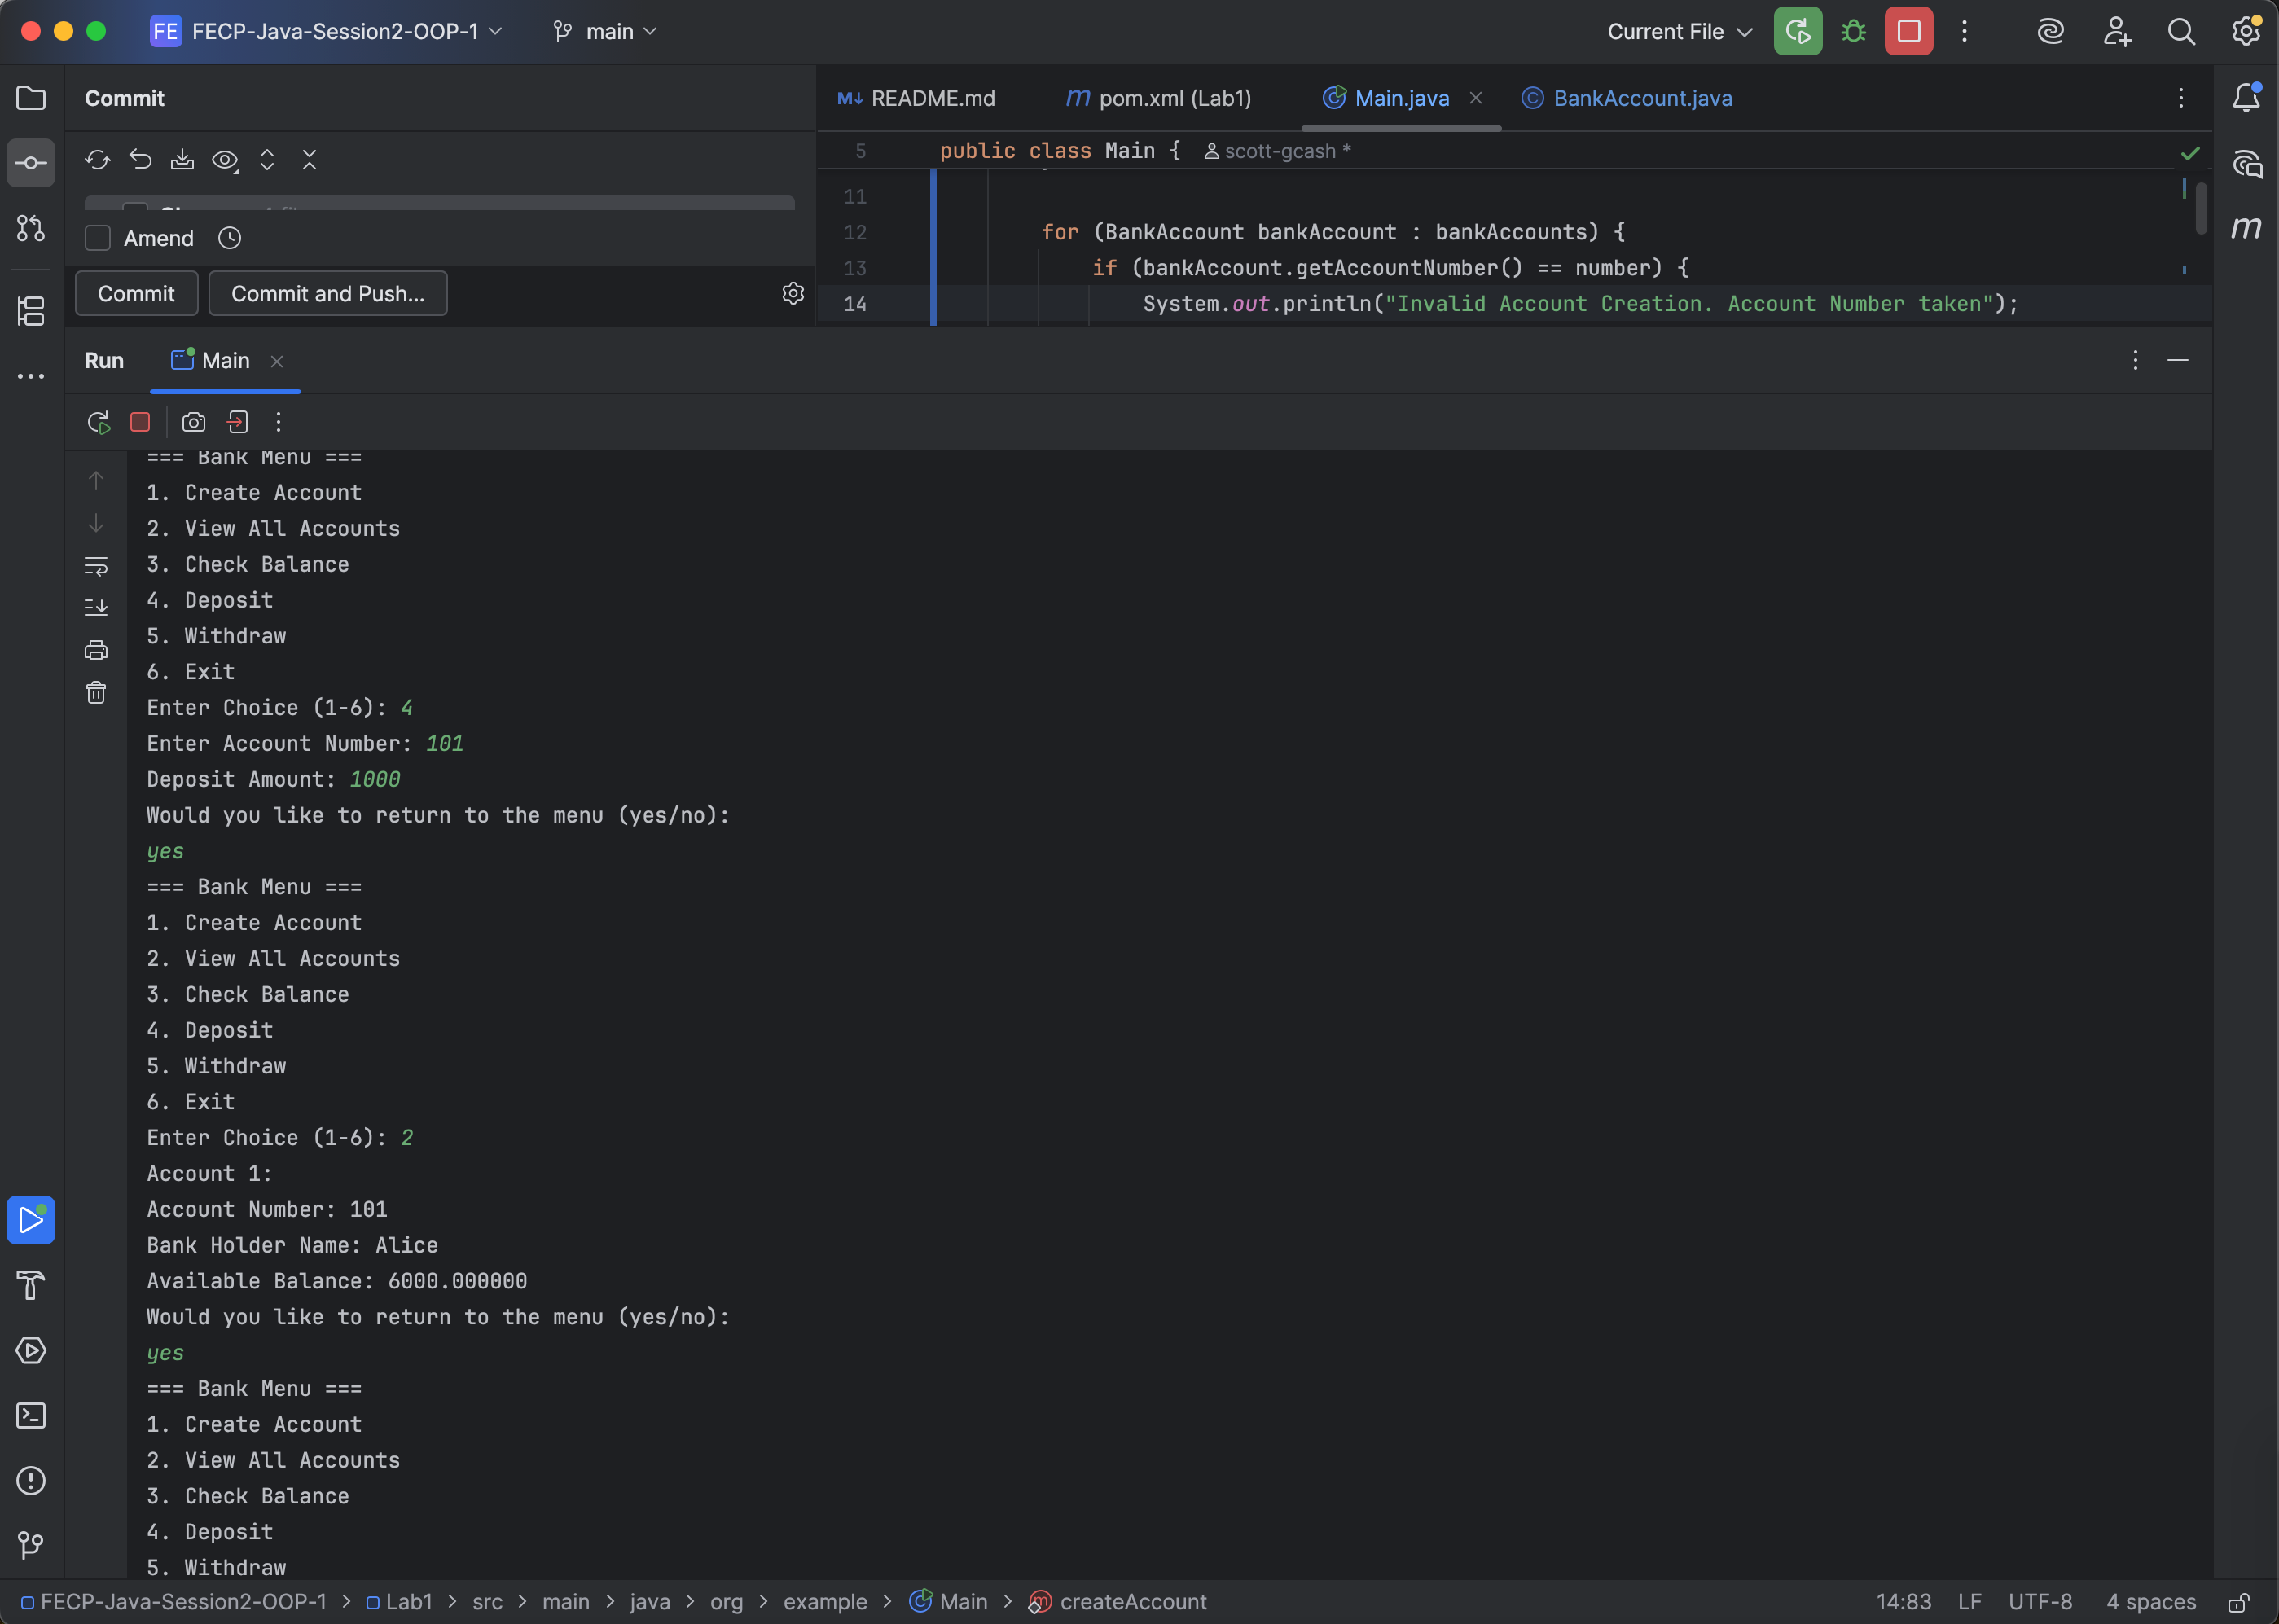 FE FECP-Java-Session2-OOP-1 main Current File
Commit
README.md pom.xml (Lab1) Main.java BankAccount.java
5 public class Main { scott-gcash *
11
12 for (BankAccount bankAccount : bankAccounts) {
13 if (bankAccount.getAccountNumber() == number) {
14 System.out.println("Invalid Account Creation. Account Number taken");
Amend
Commit Commit and Push...
Run Main
=== Bank Menu ===
1. Create Account
2. View All Accounts
3. Check Balance
4. Deposit
5. Withdraw
6. Exit
Enter Choice (1-6): 4
Enter Account Number: 101
Deposit Amount: 1000
Would you like to return to the menu (yes/no):
yes
=== Bank Menu ===
1. Create Account
2. View All Accounts
3. Check Balance
4. Deposit
5. Withdraw
6. Exit
Enter Choice (1-6): 2
Account 1:
Account Number: 101
Bank Holder Name: Alice
Available Balance: 6000.000000
Would you like to return to the menu (yes/no):
yes
=== Bank Menu ===
1. Create Account
2. View All Accounts
3. Check Balance
4. Deposit
5. Withdraw
FECP-Java-Session2-OOP-1 > Lab1 > src > main > java > org > example > Main > createAccount 14:83 LF UTF-8 4 spaces